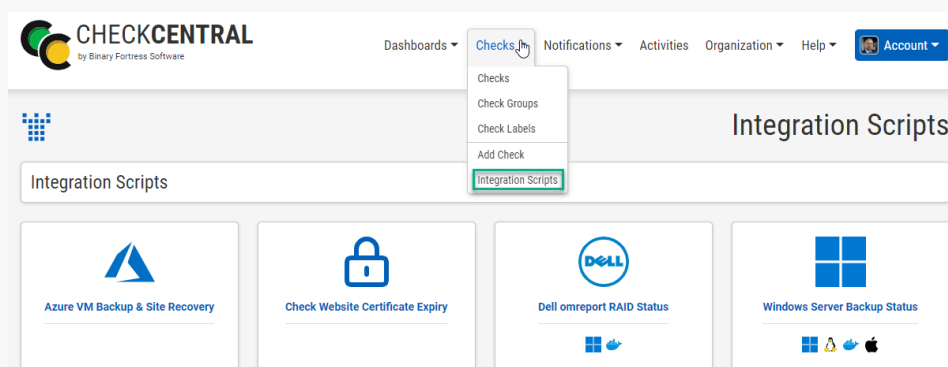 CHECKCENTRAL
by Binary Fortress Software
Dashboards
Checks
Notifications
Activities
Organization
Help
Account
Checks
Check Groups
Check Labels
Add Check
Integration Scripts
Integration Scripts
Integration Scripts
DELL
Azure VM Backup & Site Recovery
Check Website Certificate Expiry
Dell omreport RAID Status
Windows Server Backup Status